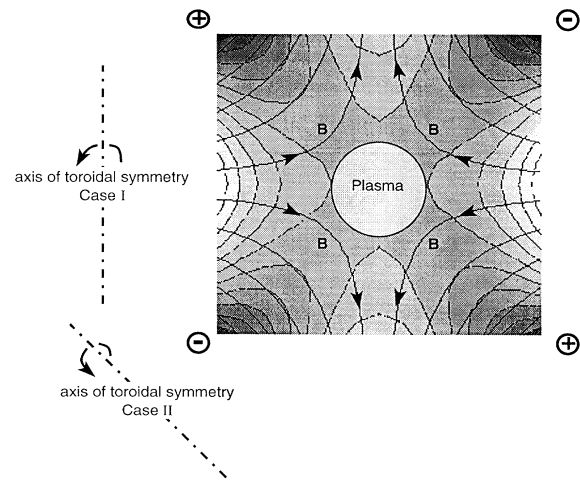 ⊕ ⊖
B B
axis of toroidal symmetry
Case I
Plasma
B B
⊖ ⊕
axis of toroidal symmetry
Case II